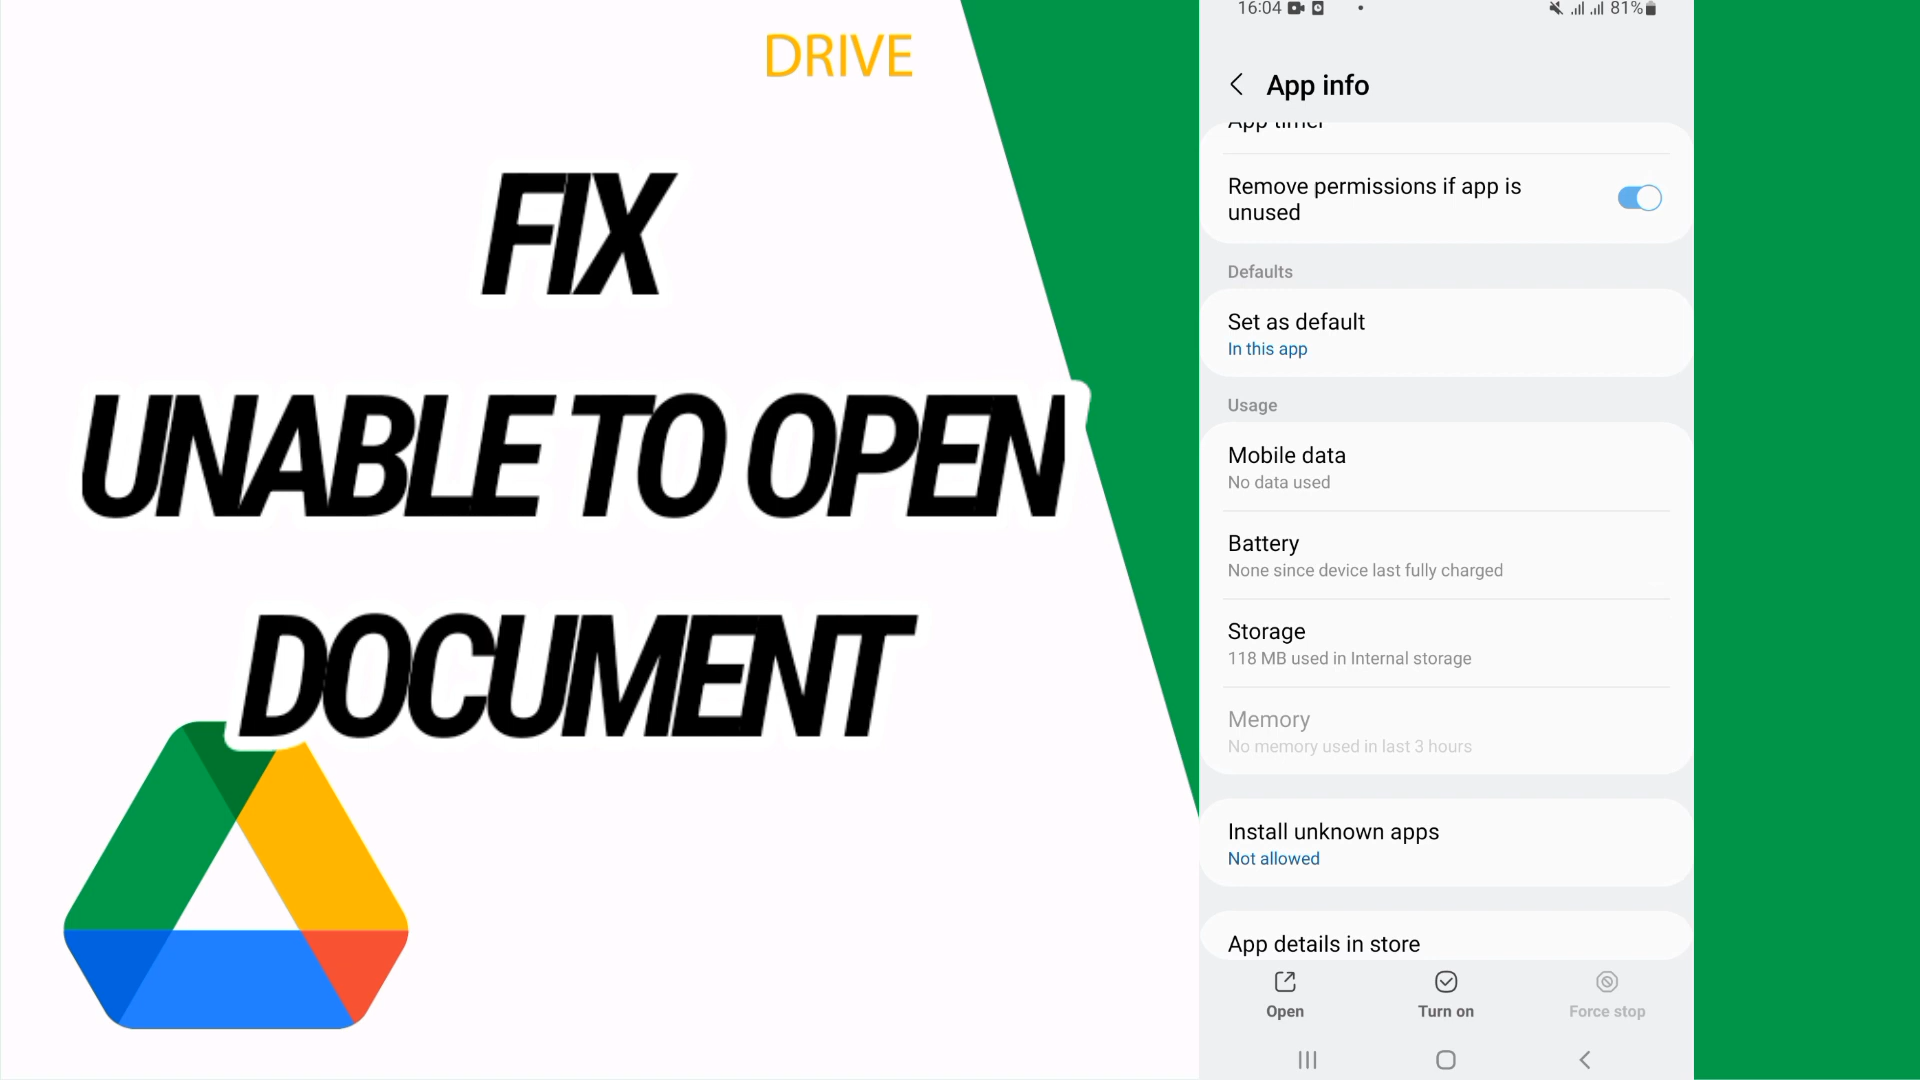 DRIVE
FIX
UNABLE TO OPEN
DOCUMENT
16:04
81%
App info
App timer
Remove permissions if app is
unused
Defaults
Set as default
In this app
Usage
Mobile data
No data used
Battery
None since device last fully charged
Storage
118 MB used in Internal storage
Memory
No memory used in last 3 hours
Install unknown apps
Not allowed
App details in store
Open
Turn on
Force stop